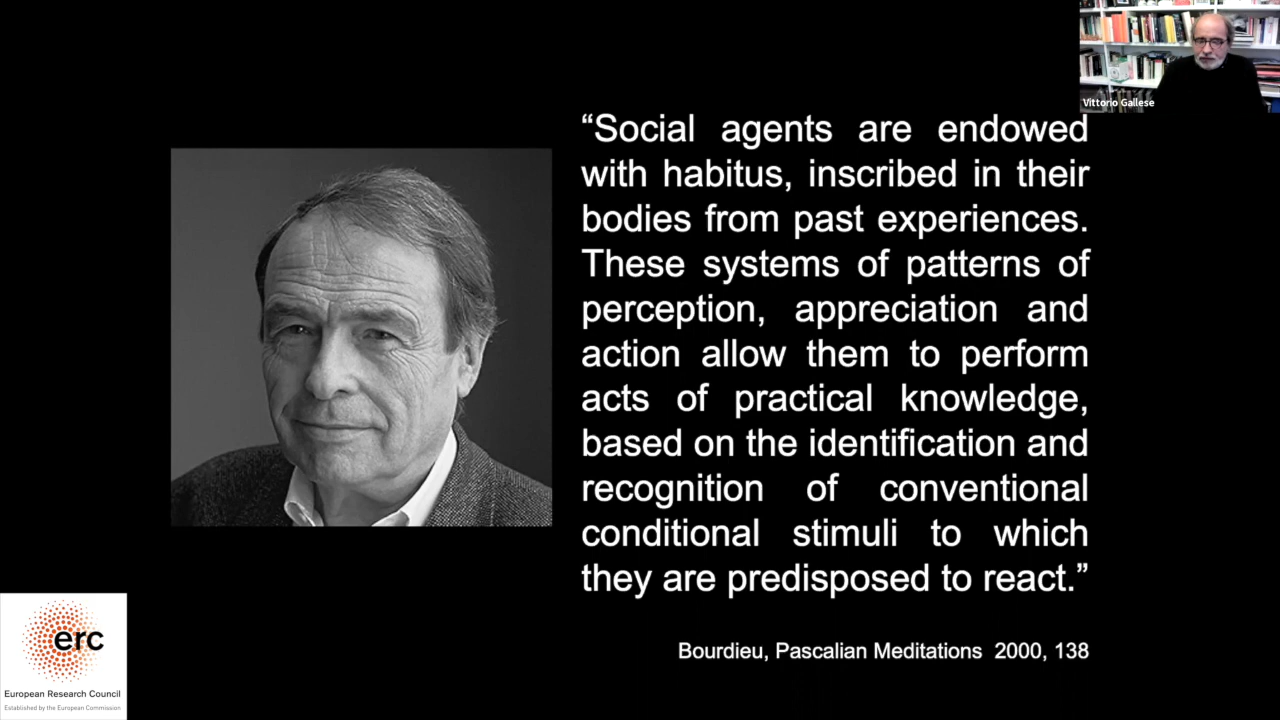 Vittorio Gallese
“Social agents are endowed
with habitus, inscribed in their
bodies from past experiences.
These systems of patterns of
perception, appreciation and
action allow them to perform
acts of practical knowledge,
based on the identification and
recognition of conventional
conditional stimuli to which
they are predisposed to react.”
Bourdieu, Pascalian Meditations 2000, 138
erc
European Research Council
Established by the European Commission